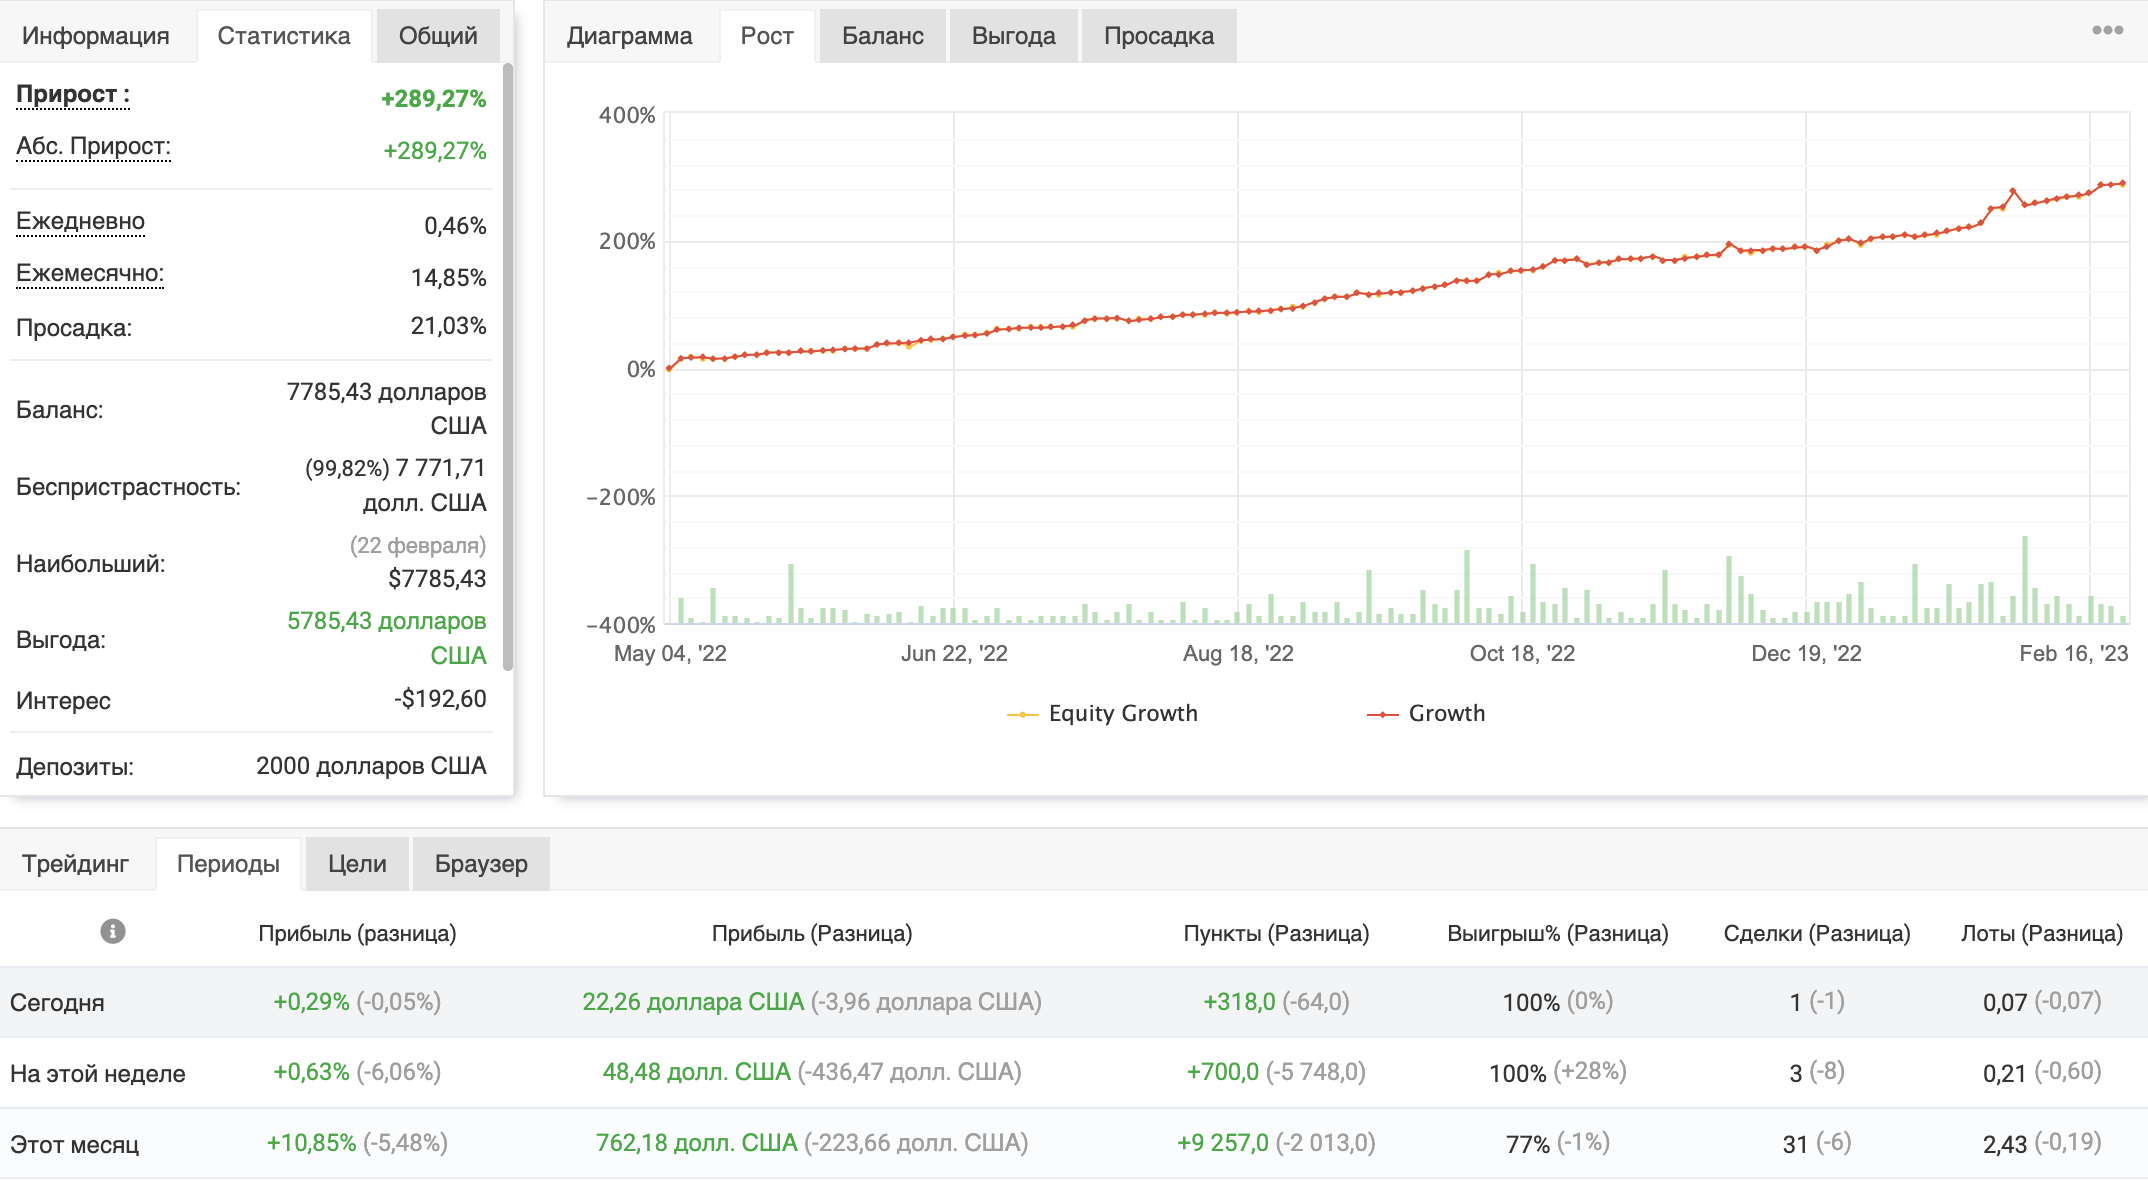 Информация Статистика Общий
Прирост : +289,27%
Абс. Прирост: +289,27%
Ежедневно 0,46%
Ежемесячно: 14,85%
Просадка: 21,03%
Баланс: 7785,43 долларов
США
Беспристрастность: (99,82%) 7 771,71
долл. США
Наибольший: (22 февраля)
$7785,43
Выгода: 5785,43 долларов
США
Интерес -$192,60
Депозиты: 2000 долларов США
Диаграмма Рост Баланс Выгода Просадка
400%
200%
0%
−200%
−400%
May 04, '22 Jun 22, '22 Aug 18, '22 Oct 18, '22 Dec 19, '22 Feb 16, '23
Equity Growth Growth
Трейдинг Периоды Цели Браузер
Прибыль (разница) Прибыль (Разница) Пункты (Разница) Выигрыш% (Разница) Сделки (Разница) Лоты (Разница)
Сегодня +0,29% (-0,05%) 22,26 доллара США (-3,96 доллара США) +318,0 (-64,0) 100% (0%) 1 (-1) 0,07 (-0,07)
На этой неделе +0,63% (-6,06%) 48,48 долл. США (-436,47 долл. США) +700,0 (-5 748,0) 100% (+28%) 3 (-8) 0,21 (-0,60)
Этот месяц +10,85% (-5,48%) 762,18 долл. США (-223,66 долл. США) +9 257,0 (-2 013,0) 77% (-1%) 31 (-6) 2,43 (-0,19)